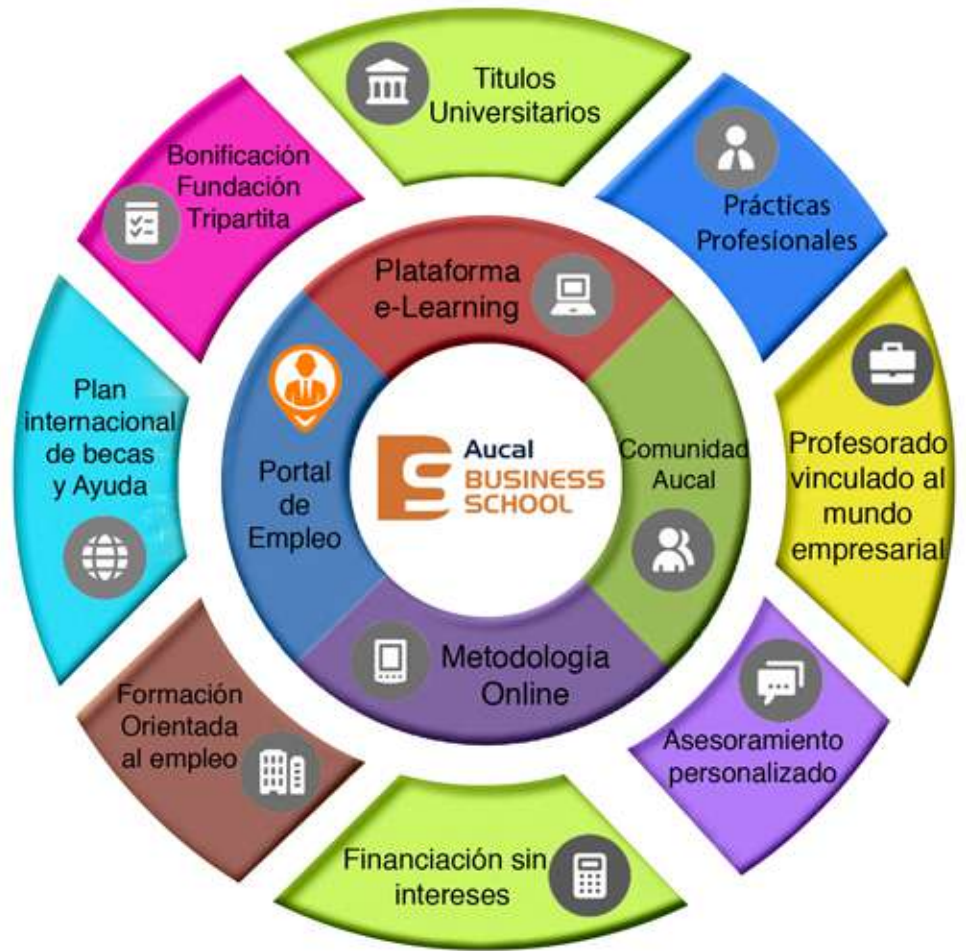 Titulos
Universitarios
Prácticas
Profesionales
Profesorado
vinculado al
mundo
empresarial
Asesoramiento
personalizado
Financiación sin
intereses
Formación
Orientada
al empleo
Plan
internacional
de becas
y Ayuda
Bonificación
Fundación
Tripartita
Plataforma
e-Learning
Comunidad
Aucal
Metodología
Online
Portal
de
Empleo
Aucal
BUSINESS
SCHOOL